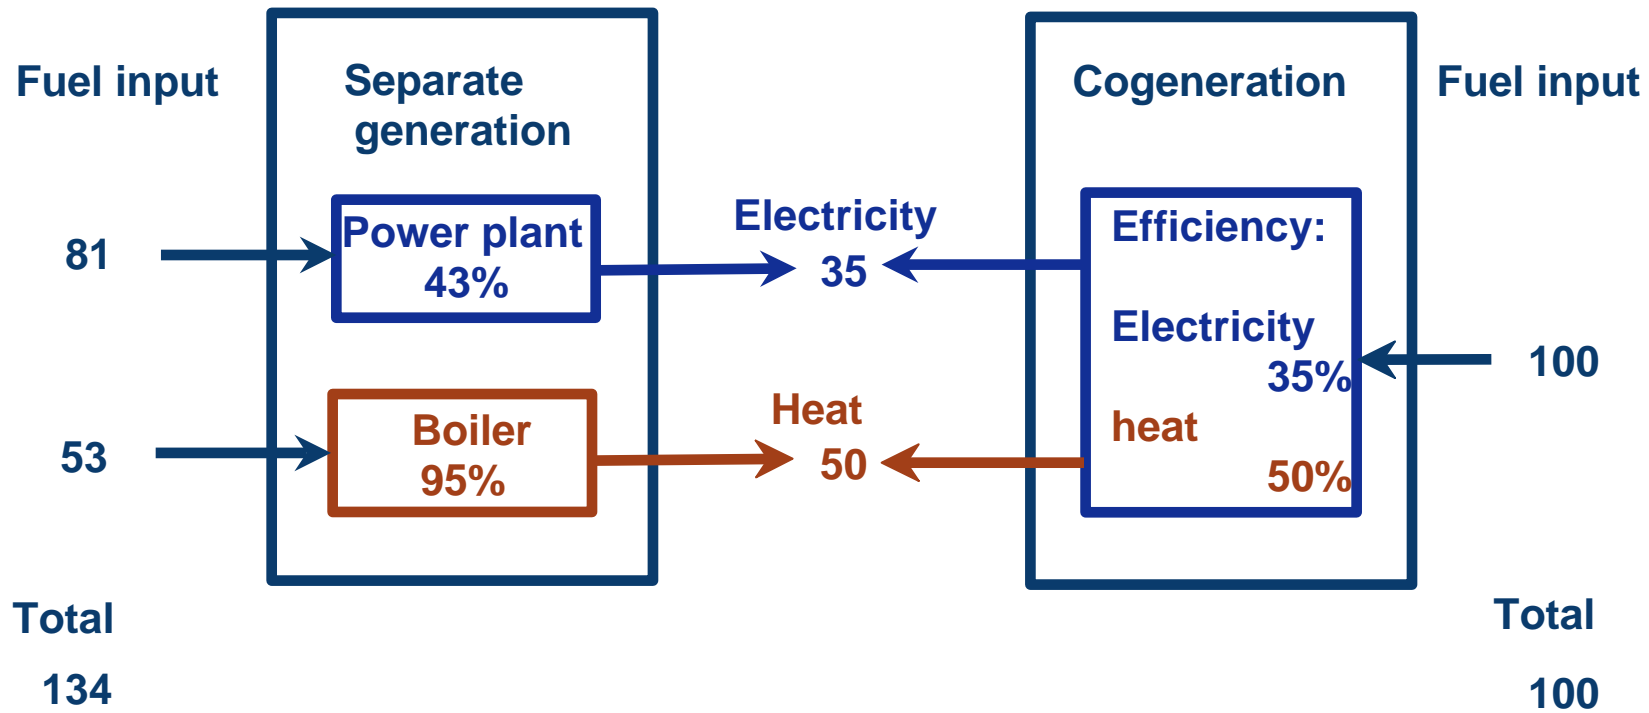 Fuel input
Separate
generation
Cogeneration
Fuel input
81
Power plant
43%
Electricity
35
Efficiency:
Electricity
35%
100
53
Boiler
95%
Heat
50
heat
50%
Total
134
Total
100